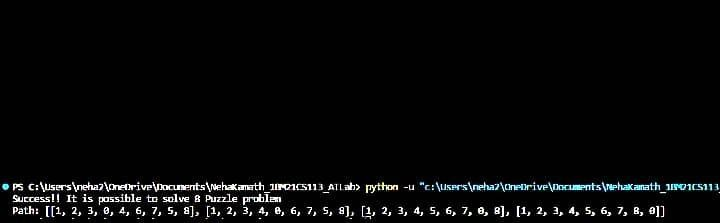 PS C:\Users\neha2\OneDrive\Documents\NehaKamath_1BM21CS113_AILab> python -u "c:\Users\neha2\OneDrive\Documents\NehaKamath_1BM21CS113
Success!! It is possible to solve 8 Puzzle problem
Path: [[1, 2, 3, 0, 4, 6, 7, 5, 8], [1, 2, 3, 4, 0, 6, 7, 5, 8], [1, 2, 3, 4, 5, 6, 7, 0, 8], [1, 2, 3, 4, 5, 6, 7, 8, 0]]